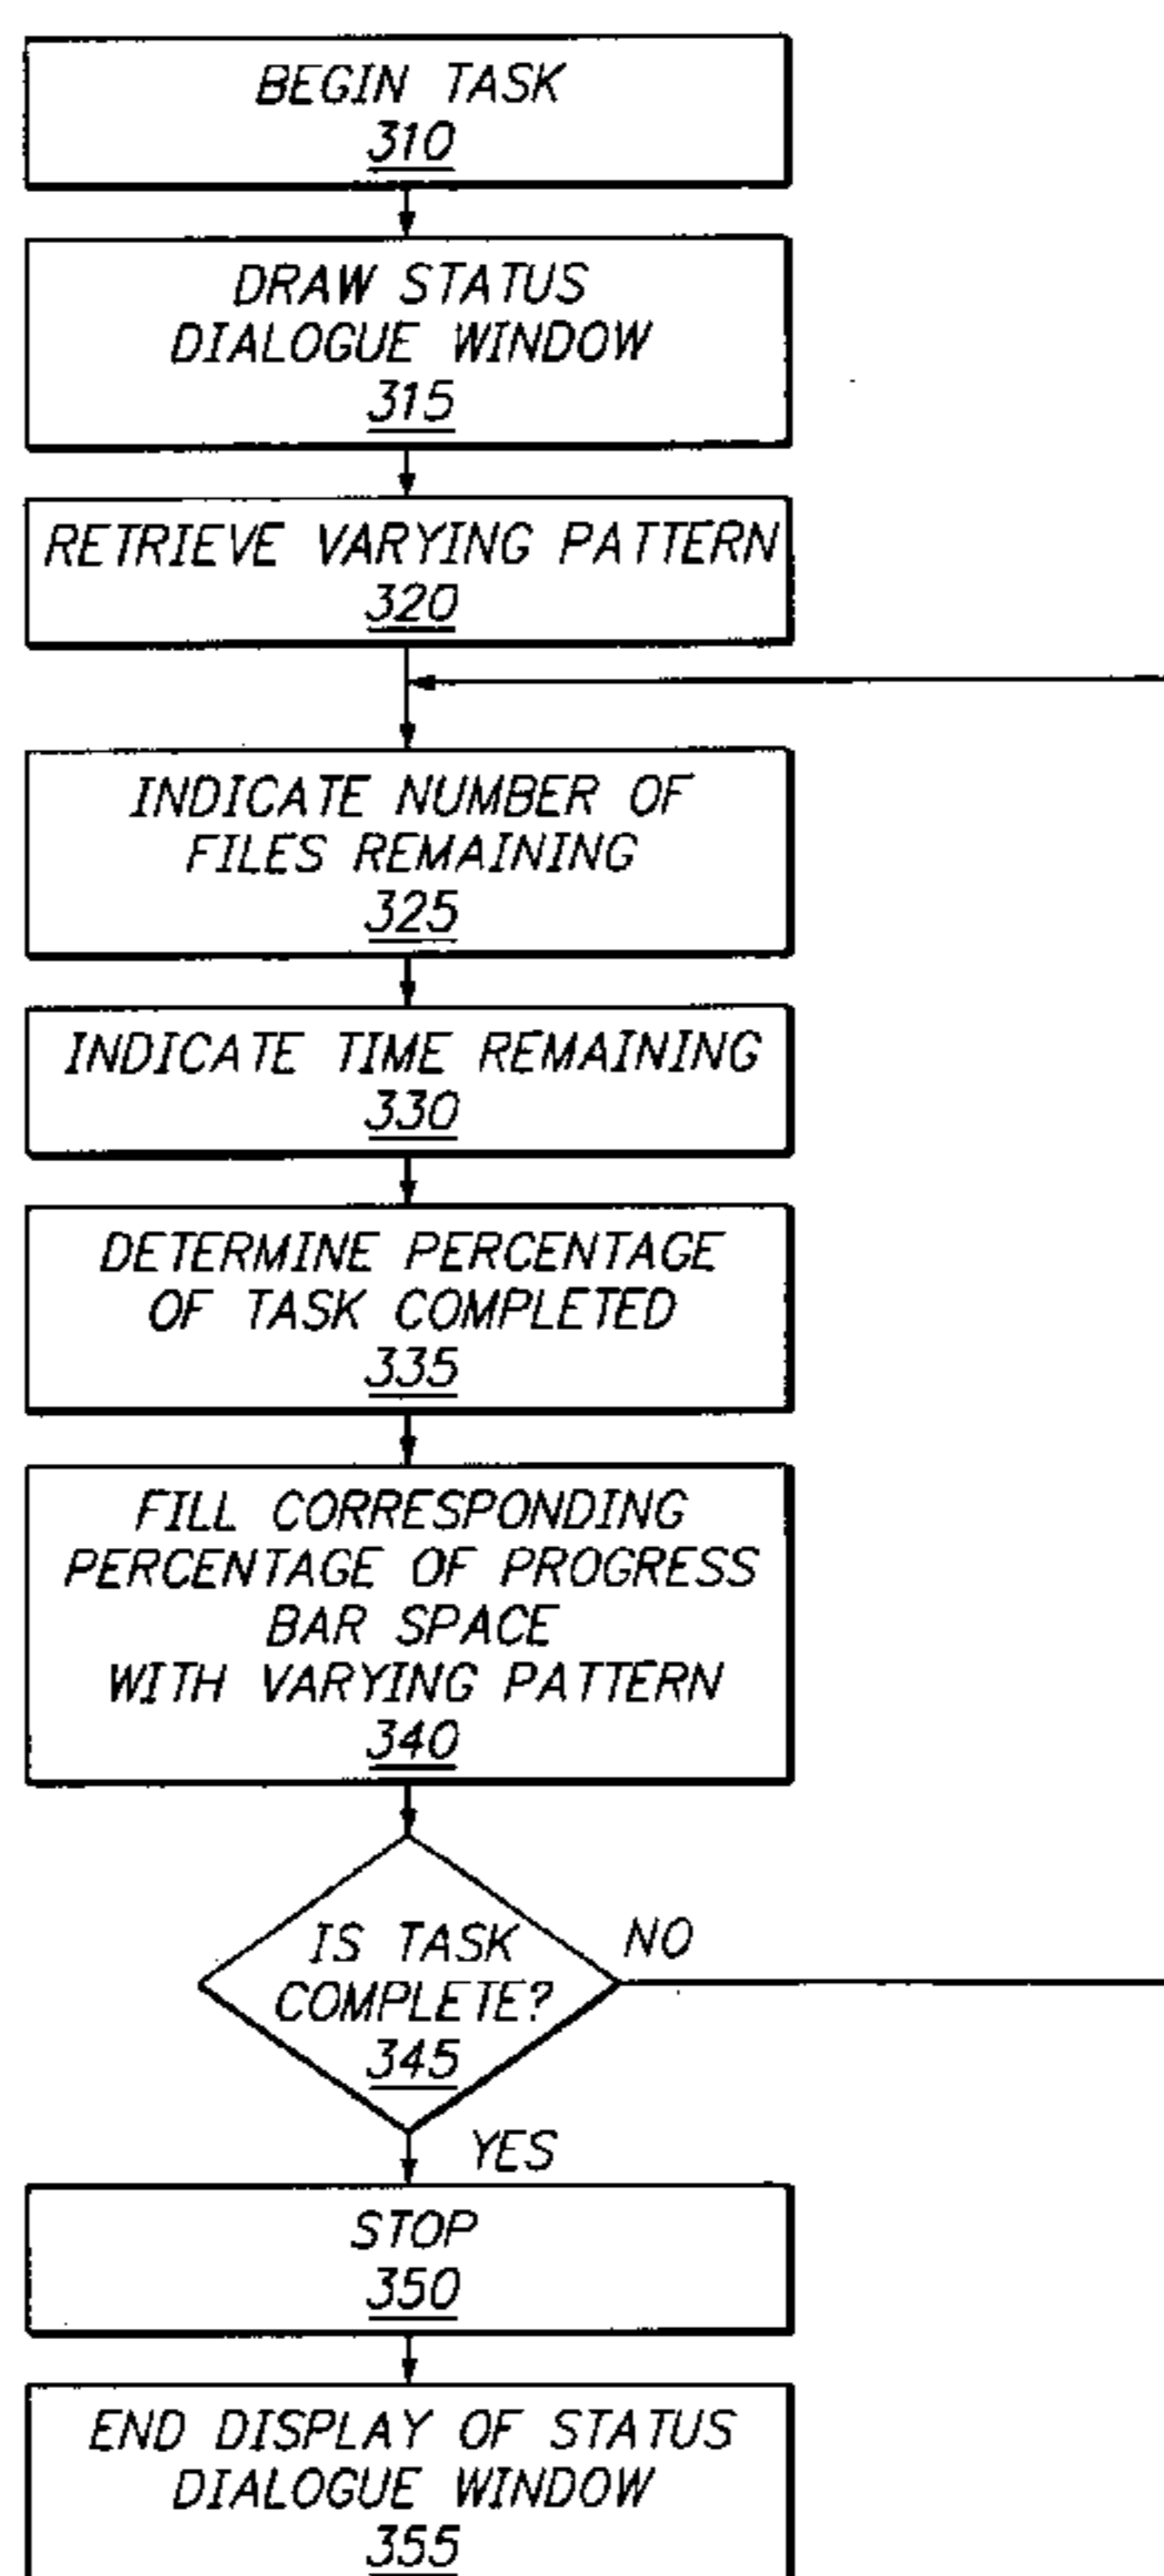 BEGIN TASK
310
DRAW STATUS
DIALOGUE WINDOW
315
RETRIEVE VARYING PATTERN
320
INDICATE NUMBER OF
FILES REMAINING
325
INDICATE TIME REMAINING
330
DETERMINE PERCENTAGE
OF TASK COMPLETED
335
FILL CORRESPONDING
PERCENTAGE OF PROGRESS
BAR SPACE
WITH VARYING PATTERN
340
IS TASK
COMPLETE?
345
NO
YES
STOP
350
END DISPLAY OF STATUS
DIALOGUE WINDOW
355